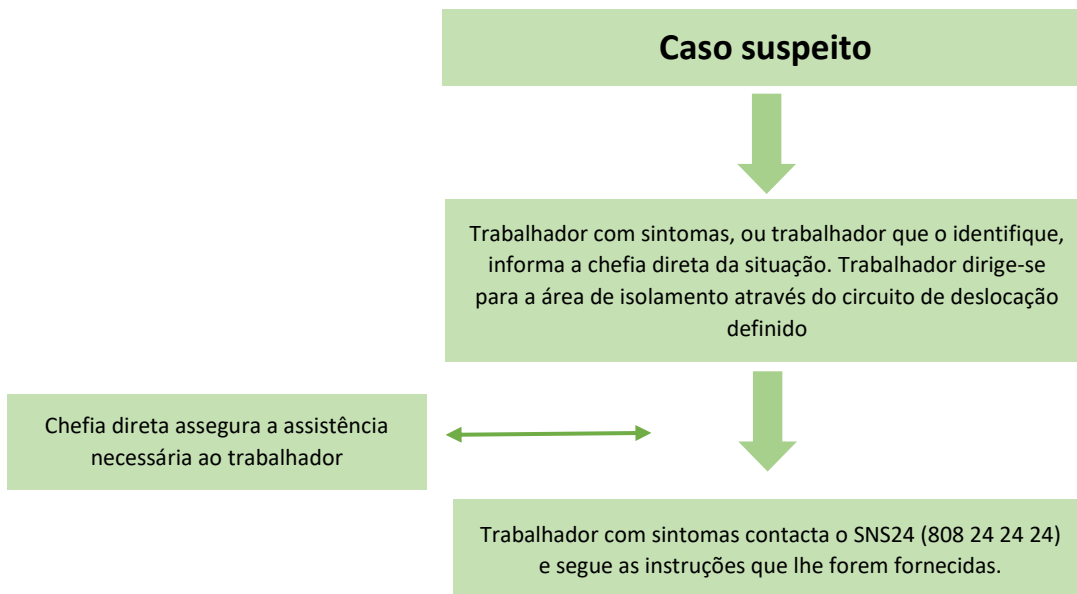 Caso suspeito
Trabalhador com sintomas, ou trabalhador que o identifique,
informa a chefia direta da situação. Trabalhador dirige-se
para a área de isolamento através do circuito de deslocação
definido
Chefia direta assegura a assistência
necessária ao trabalhador
Trabalhador com sintomas contacta o SNS24 (808 24 24 24)
e segue as instruções que lhe forem fornecidas.